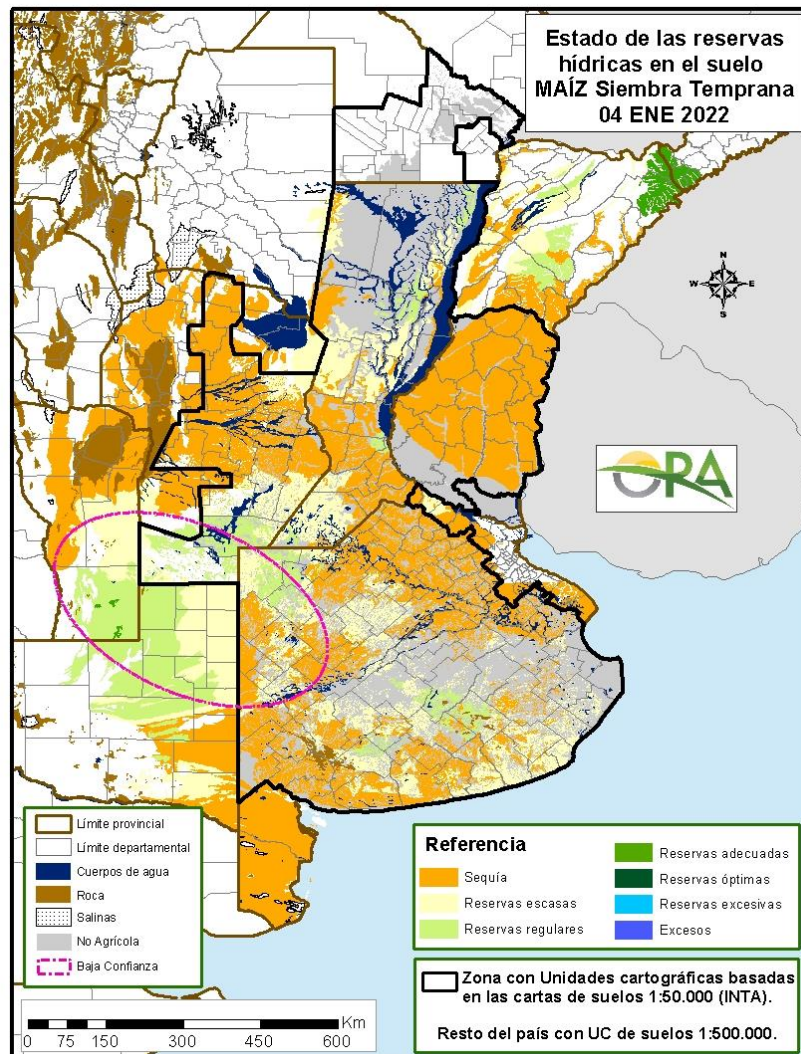 Estado de las reservas
hídricas en el suelo
MAÍZ Siembra Temprana
04 ENE 2022
N
W
E
S
ORA
Límite provincial
Límite departamental
Cuerpos de agua
Roca
Salinas
No Agrícola
Baja Confianza
Referencia
Sequía
Reservas escasas
Reservas regulares
Reservas adecuadas
Reservas óptimas
Reservas excesivas
Excesos
Zona con Unidades cartográficas basadas
en las cartas de suelos 1:50.000 (INTA).
Resto del país con UC de suelos 1:500.000.
Km
0 75 150 300 450 600